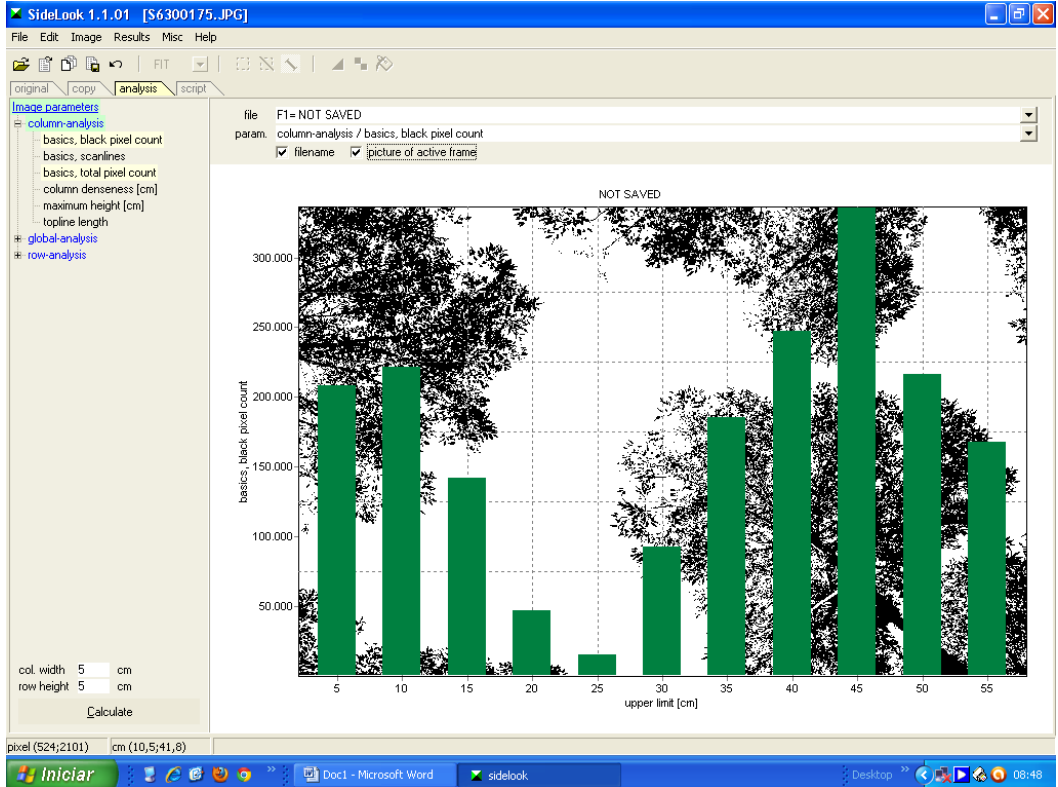 SideLook 1.1.01 [S6300175.JPG]
File Edit Image Results Misc Help
FIT
original copy analysis script
Image parameters
column-analysis
basics, black pixel count
basics, scanlines
basics, total pixel count
column denseness [cm]
maximum height [cm]
topline length
global-analysis
row-analysis
col. width 5 cm
row height 5 cm
Calculate
file F1= NOT SAVED
param. column-analysis / basics, black pixel count
filename picture of active frame
NOT SAVED
basics, black pixel count
300.000
250.000
200.000
150.000
100.000
50.000
5 10 15 20 25 30 35 40 45 50 55
upper limit [cm]
pixel (524;2101) cm (10,5;41,8)
Iniciar Doc1 - Microsoft Word sidelook Desktop 08:48